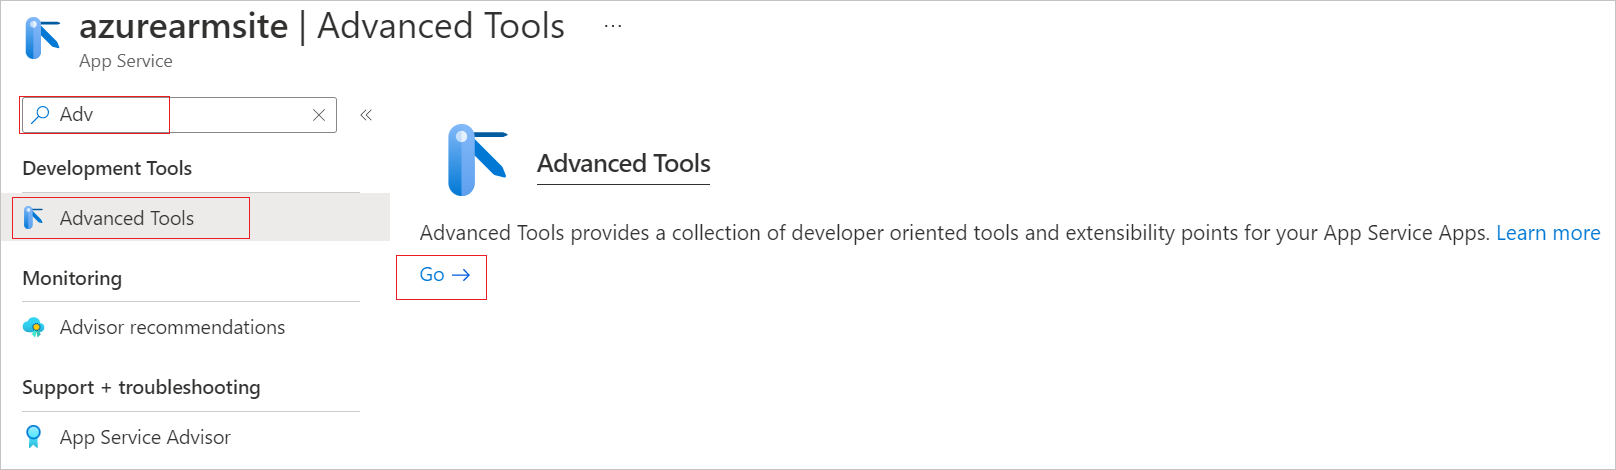 azurearmsite | Advanced Tools ...
App Service
Adv
Development Tools
Advanced Tools
Monitoring
Advisor recommendations
Support + troubleshooting
App Service Advisor
Advanced Tools
Advanced Tools provides a collection of developer oriented tools and extensibility points for your App Service Apps. Learn more
Go →